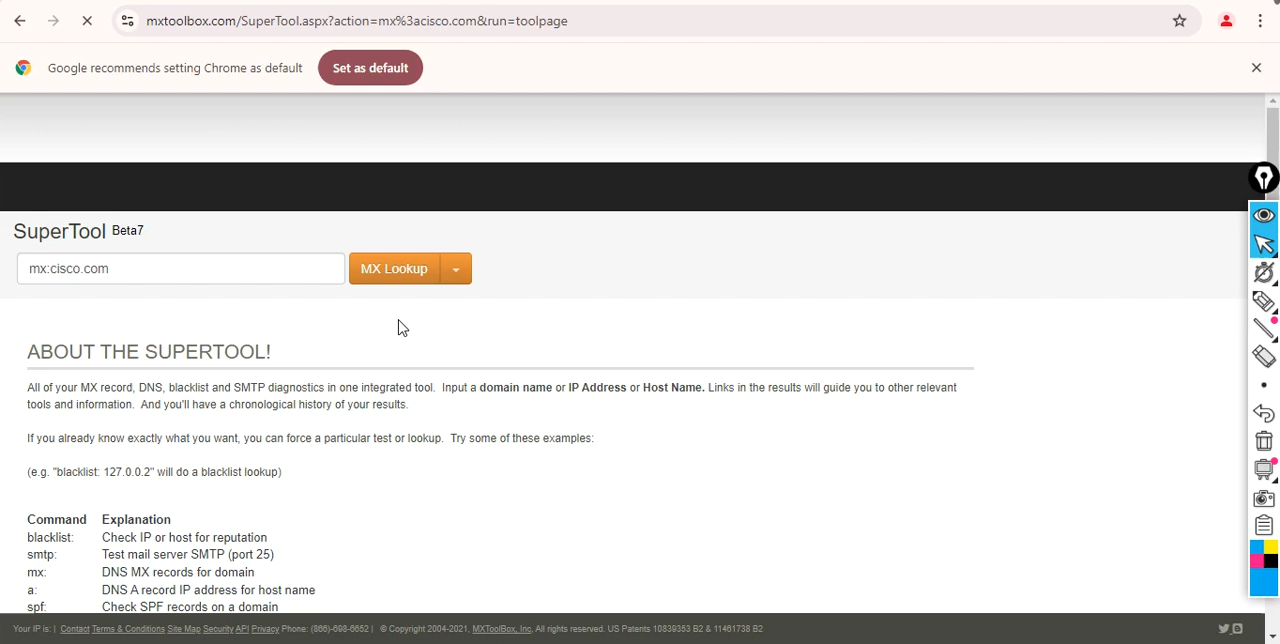 mxtoolbox.com/SuperTool.aspx?action=mx%3acisco.com&run=toolpage
Google recommends setting Chrome as default
Set as default
SuperTool Beta7
mx:cisco.com
MX Lookup
ABOUT THE SUPERTOOL!
All of your MX record, DNS, blacklist and SMTP diagnostics in one integrated tool. Input a domain name or IP Address or Host Name. Links in the results will guide you to other relevant
tools and information. And you'll have a chronological history of your results.
If you already know exactly what you want, you can force a particular test or lookup. Try some of these examples:
(e.g. "blacklist: 127.0.0.2" will do a blacklist lookup)
Command Explanation
blacklist: Check IP or host for reputation
smtp: Test mail server SMTP (port 25)
mx: DNS MX records for domain
a: DNS A record IP address for host name
spf: Check SPF records on a domain
Your IP is: | Contact Terms & Conditions Site Map Security API Privacy Phone: (866)-698-6652 | © Copyright 2004-2021, MXToolBox, Inc, All rights reserved. US Patents 10839353 B2 & 11461738 B2